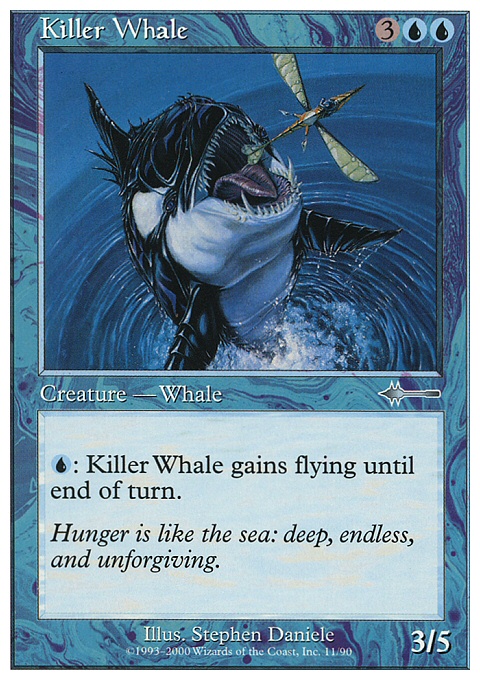 Killer Whale 3
Creature — Whale
: Killer Whale gains flying until
end of turn.
Hunger is like the sea: deep, endless,
and unforgiving.
Illus. Stephen Daniele
©1993–2000 Wizards of the Coast, Inc. 11/90
3/5